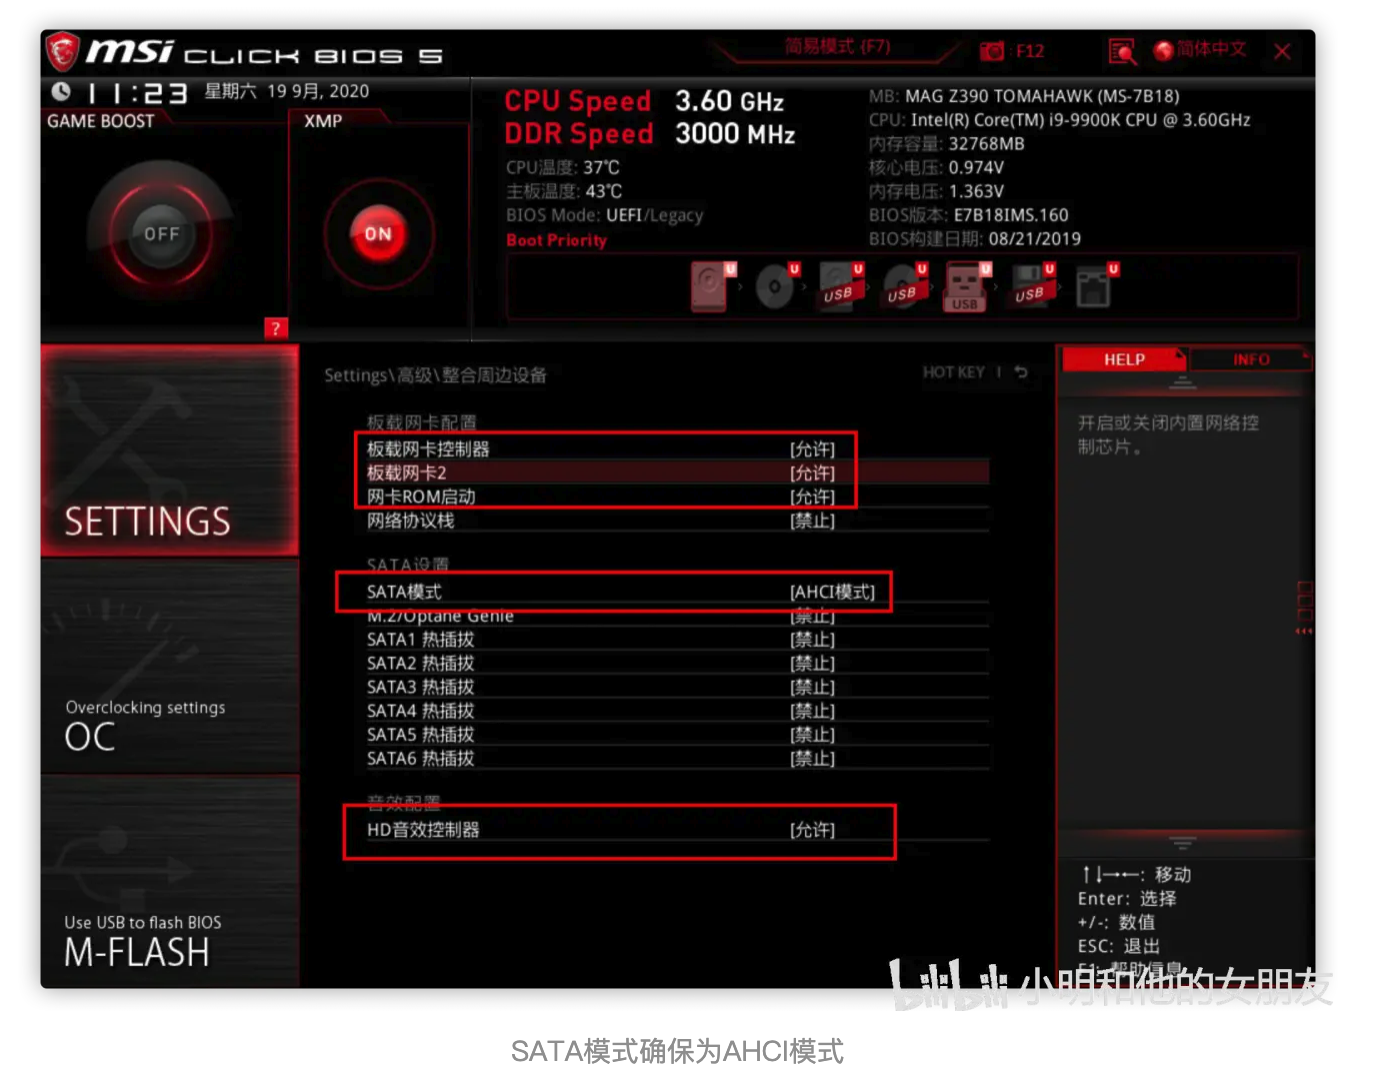 msi CLICK BIOS 5
简易模式 (F7)
F12
简体中文
11:23 星期六 19 9月, 2020
GAME BOOST
XMP
OFF
ON
?
CPU Speed 3.60 GHz
DDR Speed 3000 MHz
CPU温度: 37℃
主板温度: 43℃
BIOS Mode: UEFI/Legacy
Boot Priority
MB: MAG Z390 TOMAHAWK (MS-7B18)
CPU: Intel(R) Core(TM) i9-9900K CPU @ 3.60GHz
内存容量: 32768MB
核心电压: 0.974V
内存电压: 1.363V
BIOS版本: E7B18IMS.160
BIOS构建日期: 08/21/2019
U U U U U U U
USB USB USB USB
SETTINGS
Overclocking settings
OC
Use USB to flash BIOS
M-FLASH
Settings\高级\整合周边设备
HOT KEY
板载网卡配置
板载网卡控制器 [允许]
板载网卡2 [允许]
网卡ROM启动 [允许]
网络协议栈 [禁止]
SATA设置
SATA模式 [AHCI模式]
M.2/Optane Genie [禁止]
SATA1 热插拔 [禁止]
SATA2 热插拔 [禁止]
SATA3 热插拔 [禁止]
SATA4 热插拔 [禁止]
SATA5 热插拔 [禁止]
SATA6 热插拔 [禁止]
音效配置
HD音效控制器 [允许]
HELP
INFO
开启或关闭内置网络控
制芯片。
↑↓→←: 移动
Enter: 选择
+/-: 数值
ESC: 退出
F1: 帮助信息
bilibili 小明和他的女朋友
SATA模式确保为AHCI模式